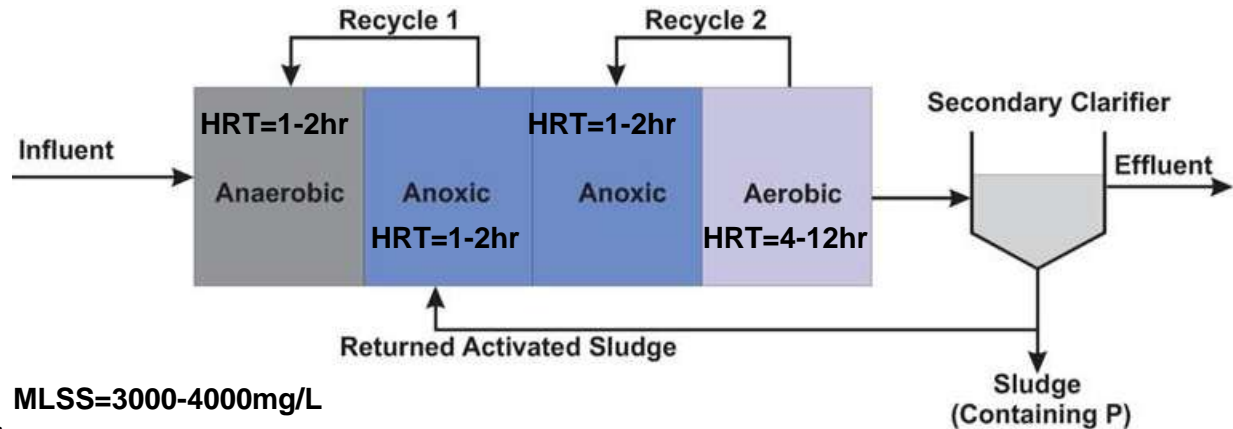 Recycle 1
Recycle 2
Secondary Clarifier
HRT=1-2hr
HRT=1-2hr
Influent
Effluent
Anaerobic
Anoxic
Anoxic
Aerobic
HRT=1-2hr
HRT=4-12hr
Returned Activated Sludge
Sludge
(Containing P)
MLSS=3000-4000mg/L